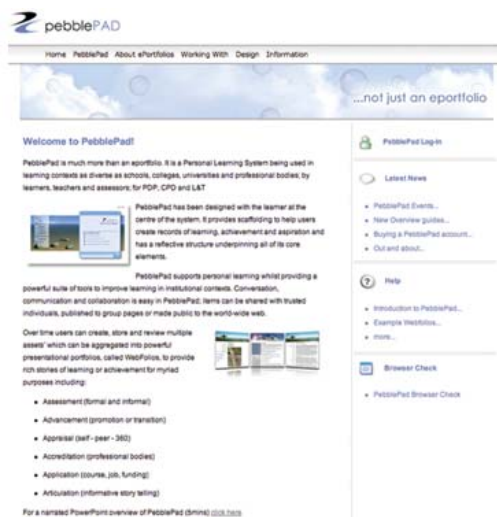 pebblePAD
Home PebblePad About ePortfolios Working With Design Information
...not just an eportfolio
Welcome to PebblePad!
PebblePad is much more than an eportfolio. It is a Personal Learning System being used in
learning contexts as diverse as schools, colleges, universities and professional bodies; by
learners, teachers and assessors; for PDP, CPD and L&T
PebblePad has been designed with the learner at the
centre of the system. It provides scaffolding to help users
create records of learning, achievement and aspiration and
has a reflective structure underpinning all of its core
elements.
PebblePad supports personal learning whilst providing a
powerful suite of tools to improve learning in institutional contexts. Conversation,
communication and collaboration is easy in PebblePad; items can be shared with trusted
individuals, published to group pages or made public to the world-wide web.
Over time users can create, store and review multiple
assets' which can be aggregated into powerful
presentational portfolios, called WebFolios, to provide
rich stories of learning or achievement for myriad
purposes including:
Assessment (formal and informal)
Advancement (promotion or transition)
Appraisal (self - peer - 360)
Accreditation (professional bodies)
Application (course, job, funding)
Articulation (informative story telling)
For a narrated PowerPoint overview of PebblePad (5mins) click here
PebblePad Log-in
Latest News
PebblePad Events...
New Overview guides...
Buying a PebblePad account...
Out and about...
Help
Introduction to PebblePad...
Example Webfolios...
more...
Browser Check
PebblePad Browser Check